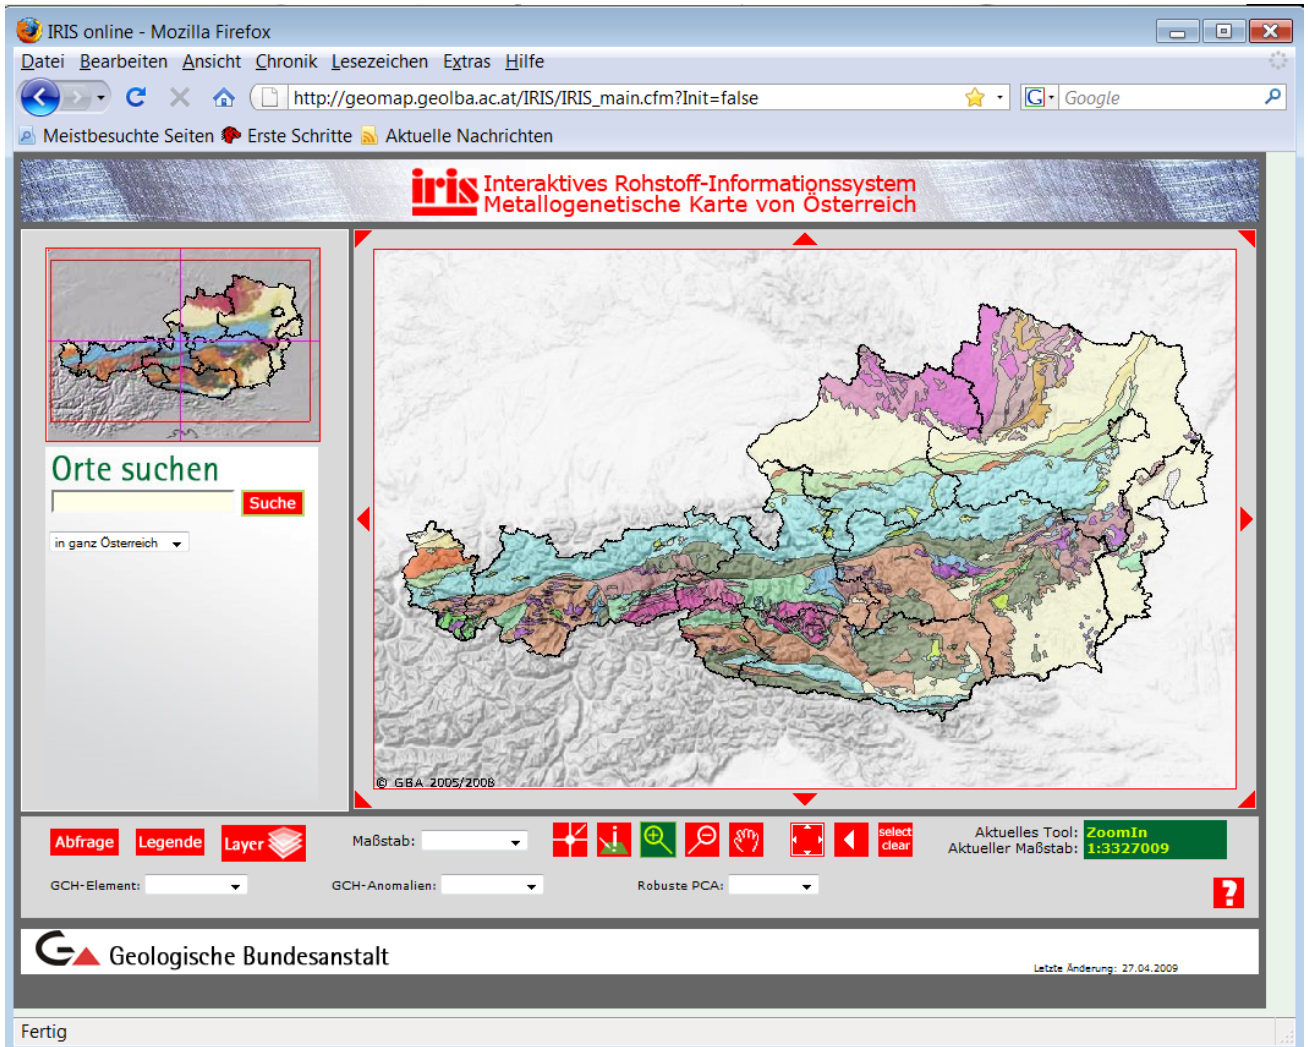 IRIS online - Mozilla Firefox
Datei Bearbeiten Ansicht Chronik Lesezeichen Extras Hilfe
http://geomap.geolba.ac.at/IRIS/IRIS_main.cfm?Init=false
G Google
Meistbesuchte Seiten Erste Schritte Aktuelle Nachrichten
iris Interaktives Rohstoff-Informationssystem
Metallogenetische Karte von Österreich
Orte suchen
Suche
in ganz Österreich
© GBA 2005/2008
Abfrage Legende Layer Maßstab: select clear Aktuelles Tool: ZoomIn
Aktueller Maßstab: 1:3327009
GCH-Element: GCH-Anomalien: Robuste PCA: ?
Geologische Bundesanstalt
Letzte Änderung: 27.04.2009
Fertig